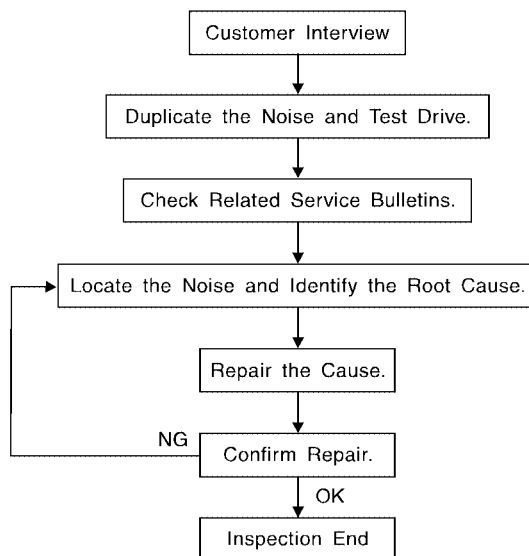 Customer Interview
Duplicate the Noise and Test Drive.
Check Related Service Bulletins.
Locate the Noise and Identify the Root Cause.
Repair the Cause.
NG
Confirm Repair.
OK
Inspection End